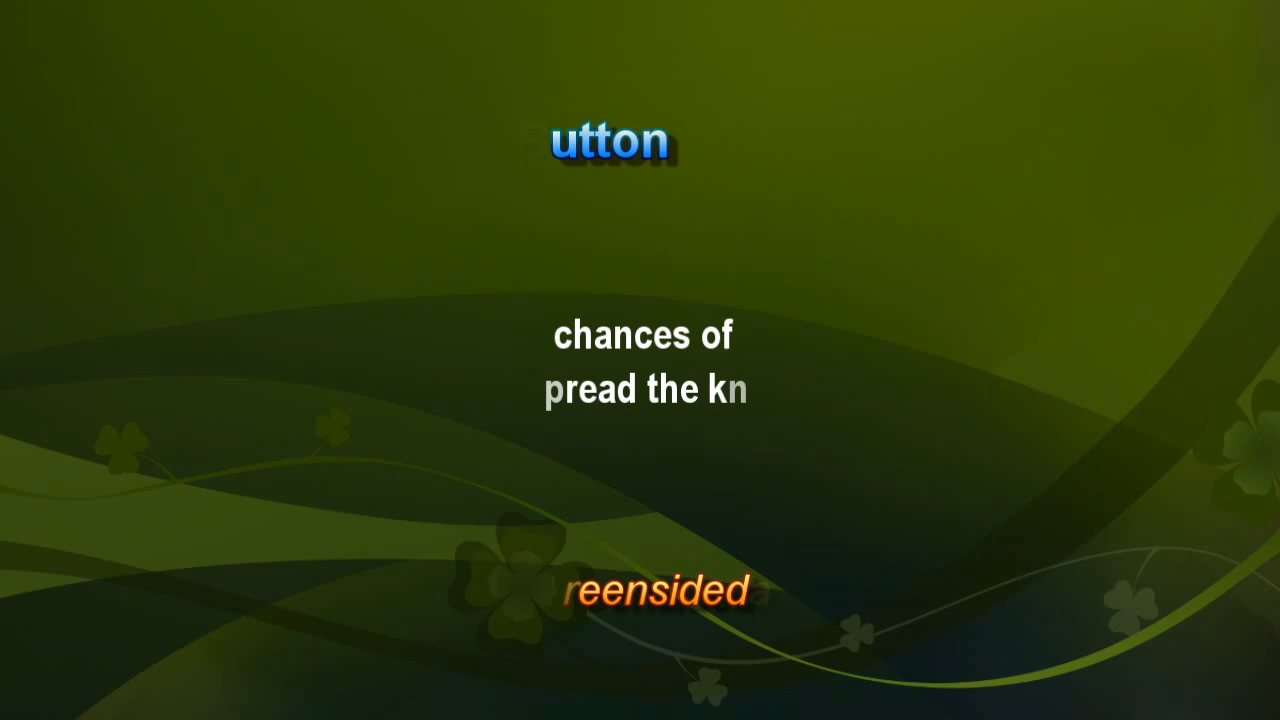 utton
chances of
pread the kn
reensided